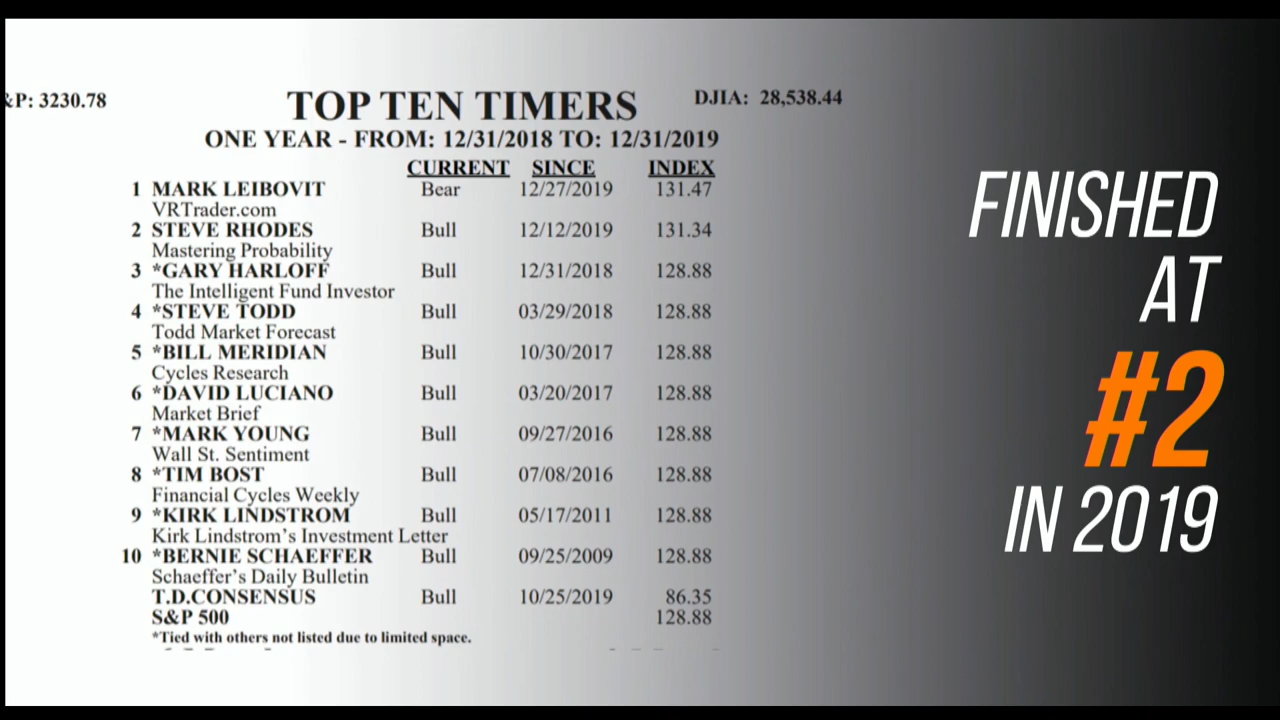 &P: 3230.78
TOP TEN TIMERS
DJIA: 28,538.44
ONE YEAR - FROM: 12/31/2018 TO: 12/31/2019
CURRENT SINCE INDEX
1 MARK LEIBOVIT Bear 12/27/2019 131.47
VRTrader.com
2 STEVE RHODES Bull 12/12/2019 131.34
Mastering Probability
3 *GARY HARLOFF Bull 12/31/2018 128.88
The Intelligent Fund Investor
4 *STEVE TODD Bull 03/29/2018 128.88
Todd Market Forecast
5 *BILL MERIDIAN Bull 10/30/2017 128.88
Cycles Research
6 *DAVID LUCIANO Bull 03/20/2017 128.88
Market Brief
7 *MARK YOUNG Bull 09/27/2016 128.88
Wall St. Sentiment
8 *TIM BOST Bull 07/08/2016 128.88
Financial Cycles Weekly
9 *KIRK LINDSTROM Bull 05/17/2011 128.88
Kirk Lindstrom's Investment Letter
10 *BERNIE SCHAEFFER Bull 09/25/2009 128.88
Schaeffer's Daily Bulletin
T.D.CONSENSUS Bull 10/25/2019 86.35
S&P 500 128.88
*Tied with others not listed due to limited space.
FINISHED
AT
#2
IN 2019